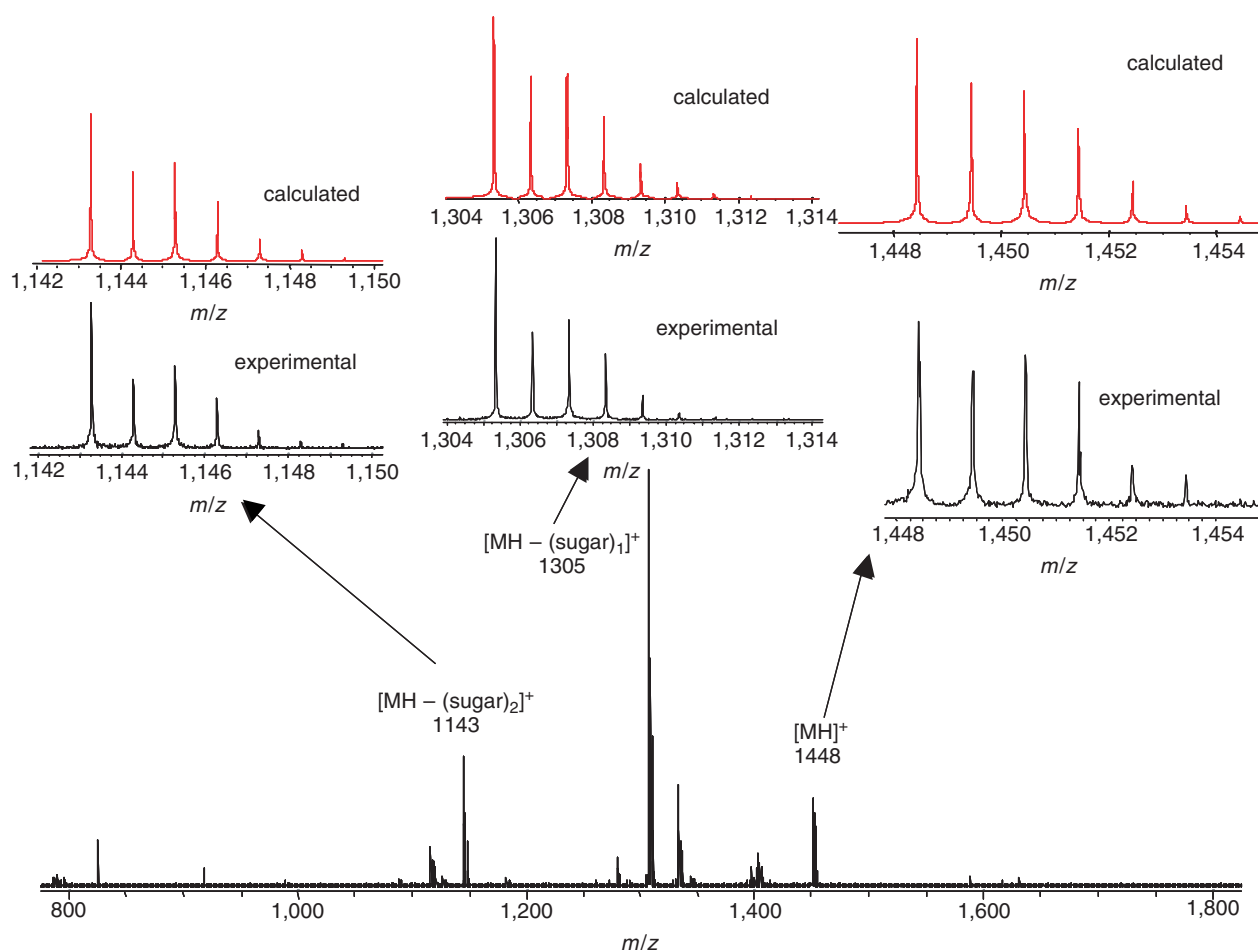 calculated
1,142 1,144 1,146 1,148 1,150
m/z
experimental
1,142 1,144 1,146 1,148 1,150
m/z
calculated
1,304 1,306 1,308 1,310 1,312 1,314
m/z
experimental
1,304 1,306 1,308 1,310 1,312 1,314
m/z
calculated
1,448 1,450 1,452 1,454
m/z
experimental
1,448 1,450 1,452 1,454
m/z
[MH – (sugar)₁]⁺
1305
[MH – (sugar)₂]⁺
1143
[MH]⁺
1448
800 1,000 1,200 1,400 1,600 1,800
m/z